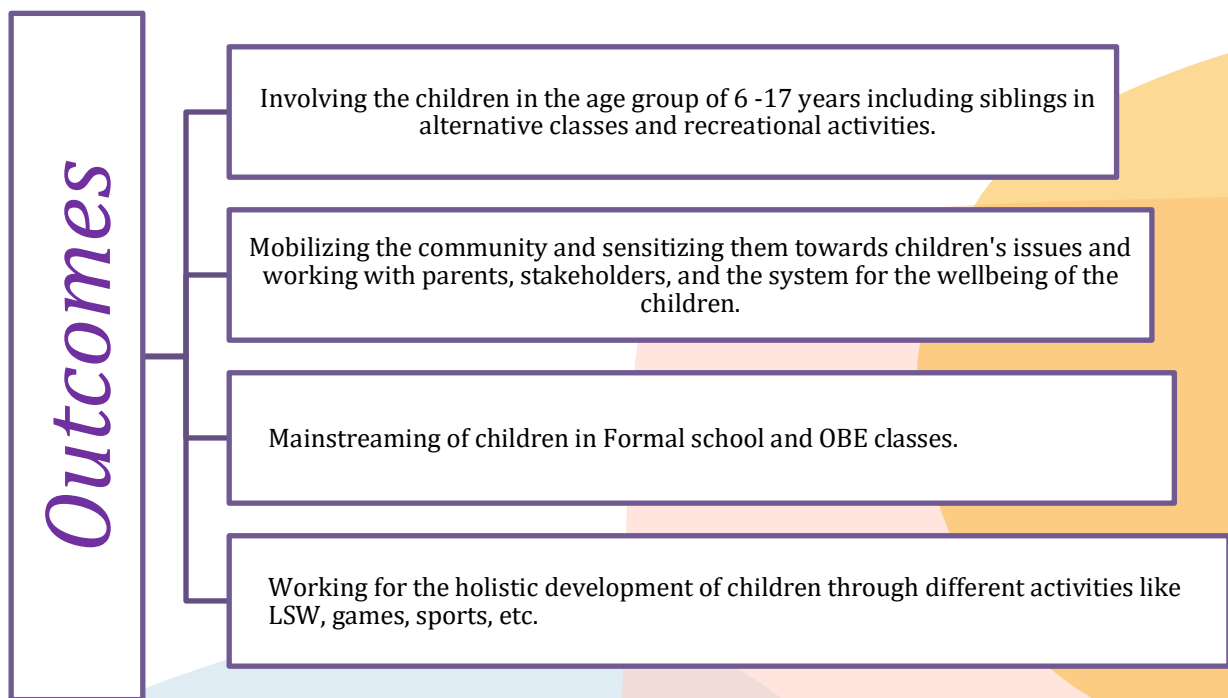 Outcomes
Involving the children in the age group of 6 -17 years including siblings in
alternative classes and recreational activities.
Mobilizing the community and sensitizing them towards children's issues and
working with parents, stakeholders, and the system for the wellbeing of the
children.
Mainstreaming of children in Formal school and OBE classes.
Working for the holistic development of children through different activities like
LSW, games, sports, etc.